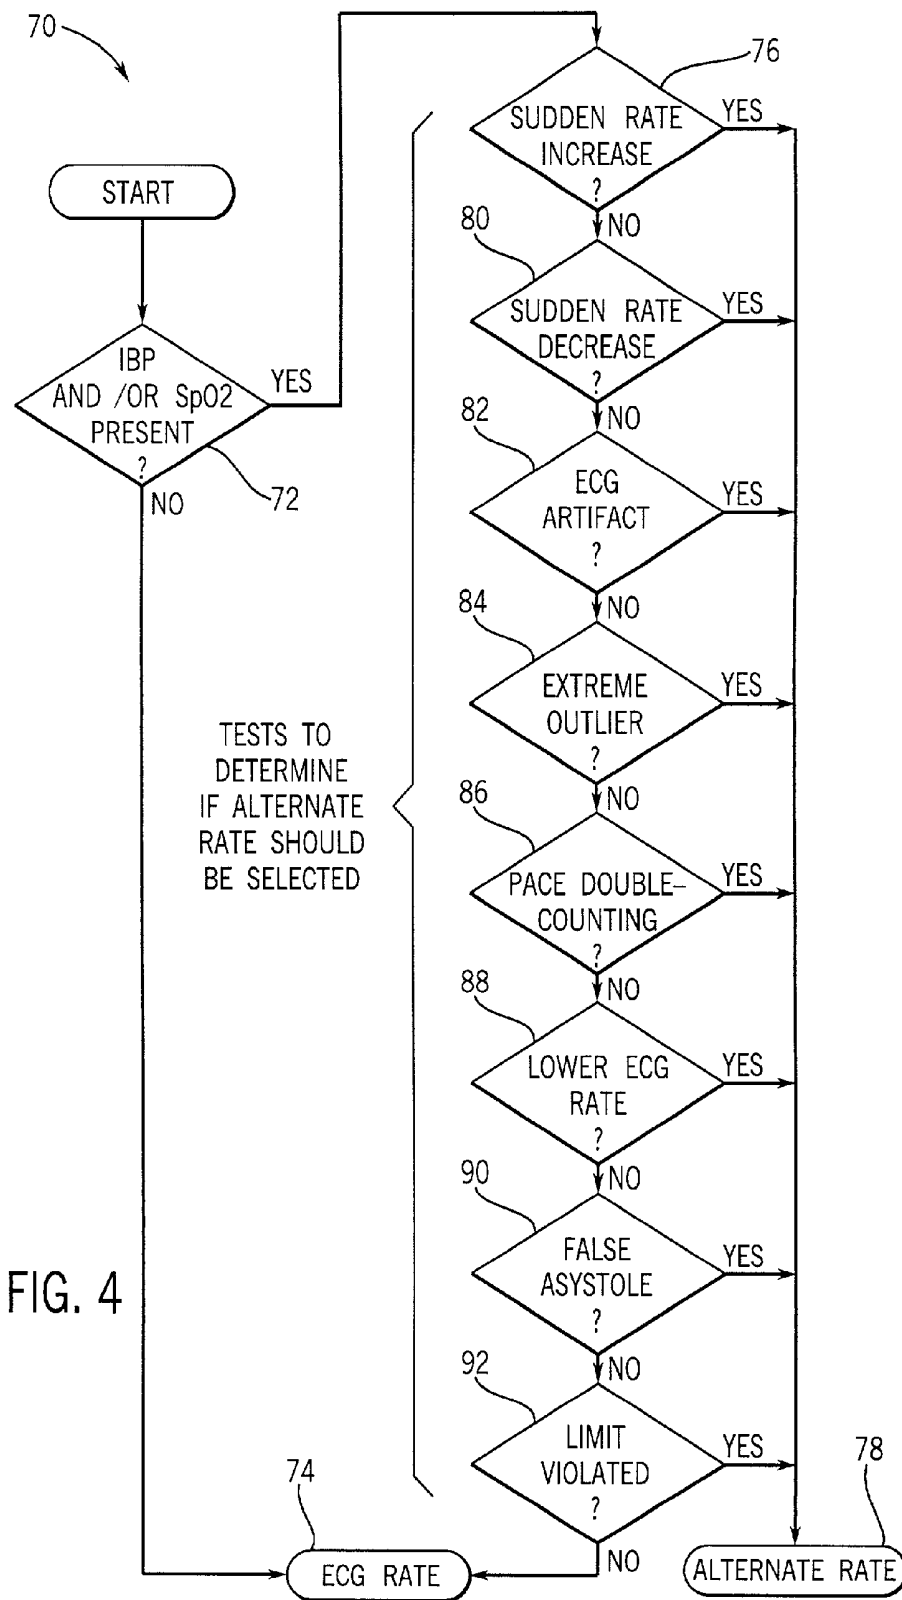 70
START
IBP
AND /OR SpO2
PRESENT
?
YES
NO
72
76
SUDDEN RATE
INCREASE
?
YES
NO
80
SUDDEN RATE
DECREASE
?
YES
NO
82
ECG
ARTIFACT
?
YES
NO
84
EXTREME
OUTLIER
?
YES
NO
TESTS TO
DETERMINE
IF ALTERNATE
RATE SHOULD
BE SELECTED
86
PACE DOUBLE-
COUNTING
?
YES
NO
88
LOWER ECG
RATE
?
YES
NO
90
FALSE
ASYSTOLE
?
YES
NO
92
LIMIT
VIOLATED
?
YES
NO
FIG. 4
74
ECG RATE
78
ALTERNATE RATE